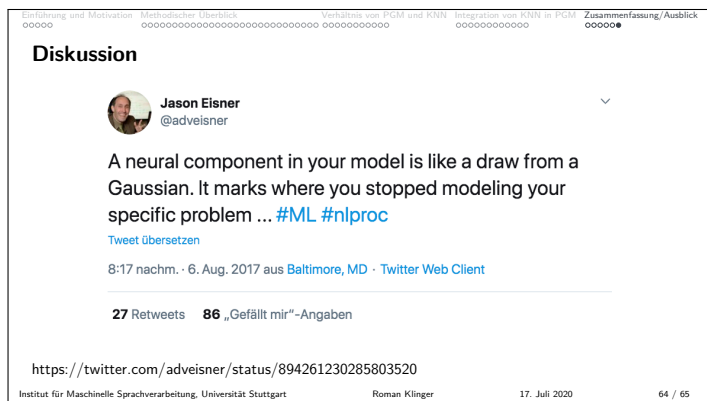 Einführung und Motivation Methodischer Überblick Verhältnis von PGM und KNN Integration von KNN in PGM Zusammenfassung/Ausblick
Diskussion
Jason Eisner
@adveisner
A neural component in your model is like a draw from a
Gaussian. It marks where you stopped modeling your
specific problem ... #ML #nlproc
Tweet übersetzen
8:17 nachm. · 6. Aug. 2017 aus Baltimore, MD · Twitter Web Client
27 Retweets 86 „Gefällt mir“-Angaben
https://twitter.com/adveisner/status/894261230285803520
Institut für Maschinelle Sprachverarbeitung, Universität Stuttgart Roman Klinger 17. Juli 2020 64 / 65